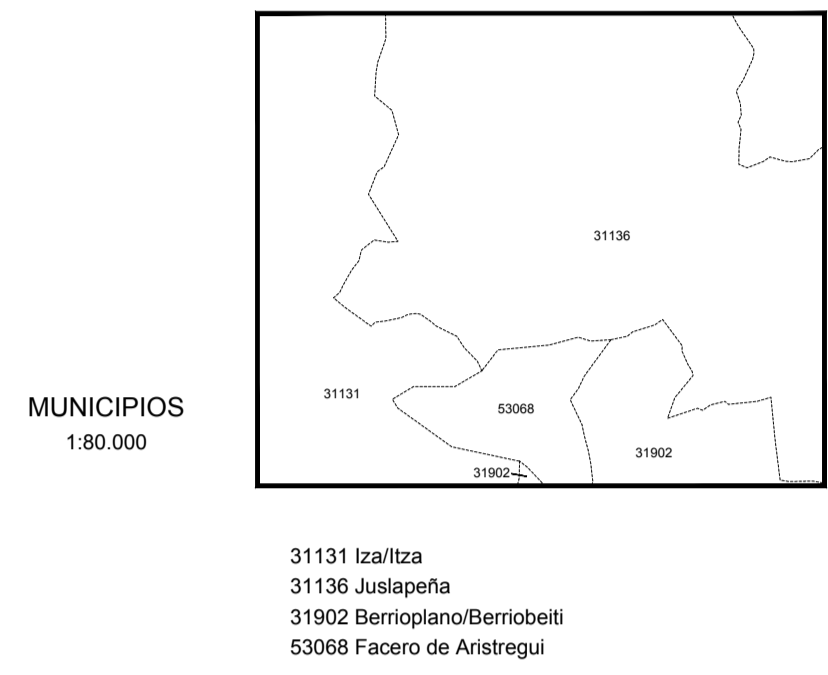 31136
31131
MUNICIPIOS
53068
1:80.000
31902
31902
31131 Iza/Itza
31136 Juslapeña
31902 Berrioplano/Berriobeiti
53068 Facero de Aristregui